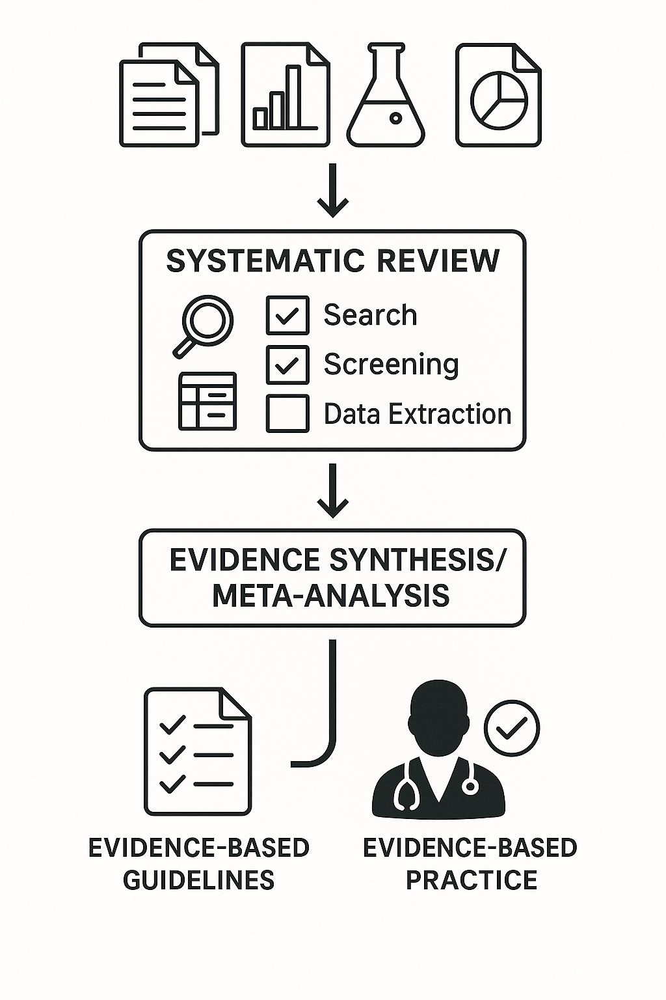 SYSTEMATIC REVIEW
Search
Screening
Data Extraction
EVIDENCE SYNTHESIS/
META-ANALYSIS
EVIDENCE-BASED
GUIDELINES
EVIDENCE-BASED
PRACTICE